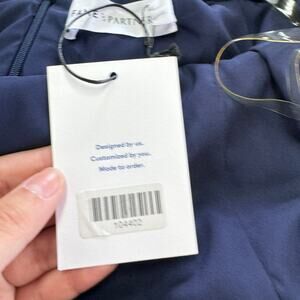 FAME & PARTNER
Designed by us.
Customized by you.
Made to order.
104402